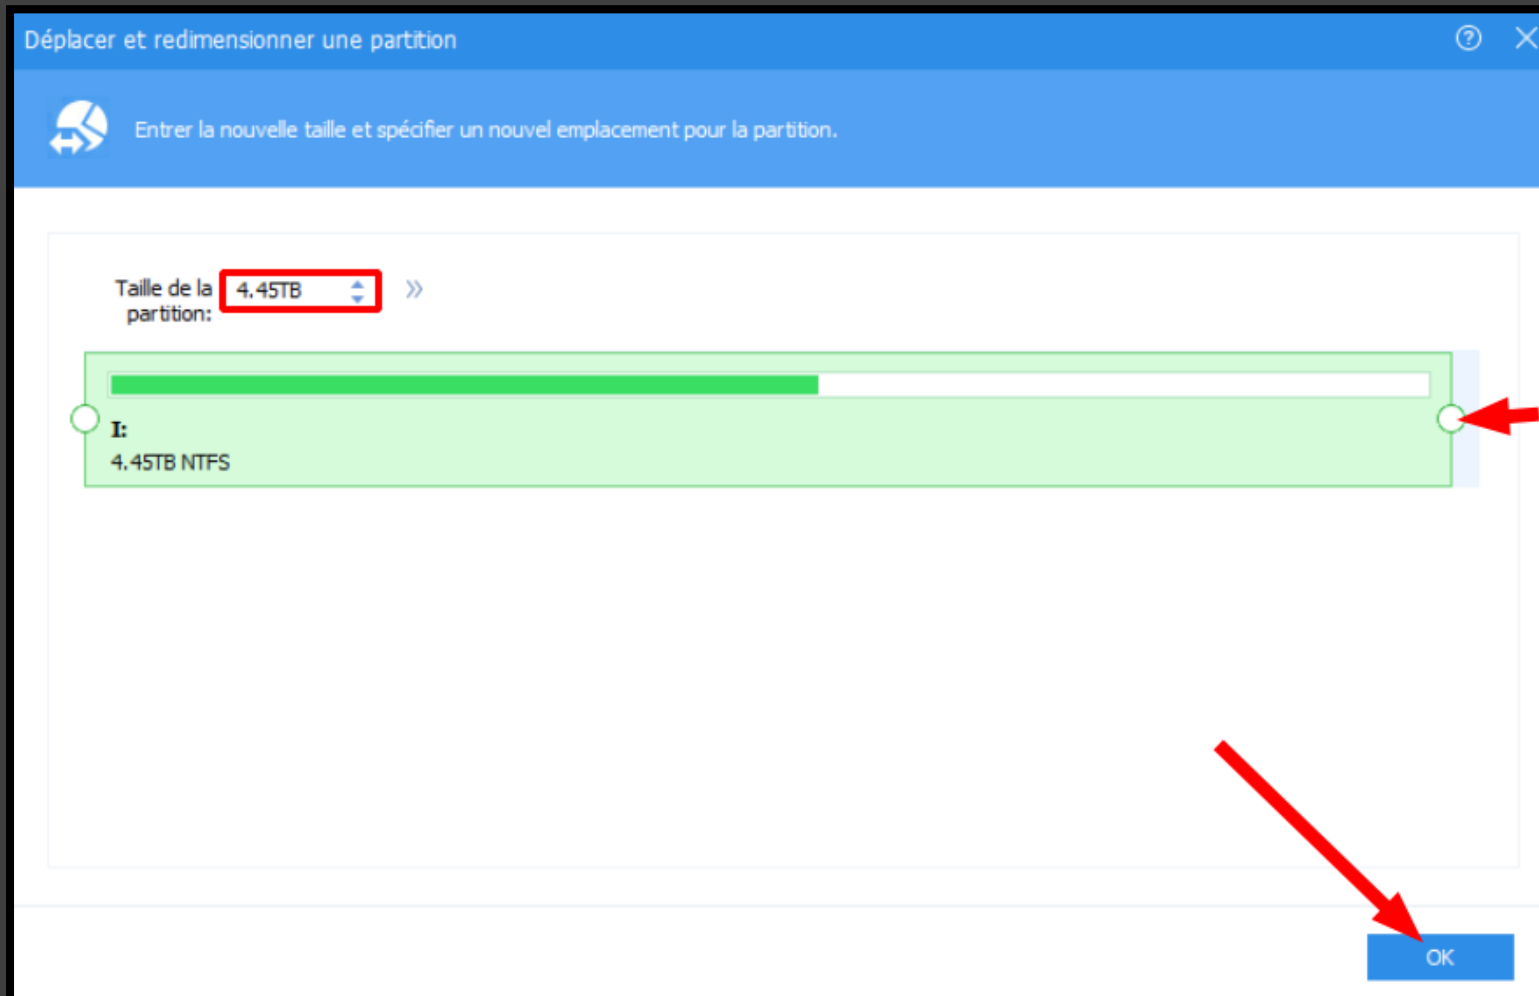 Déplacer et redimensionner une partition
Entrer la nouvelle taille et spécifier un nouvel emplacement pour la partition.
Taille de la partition:
4.45TB
I:
4.45TB NTFS
OK